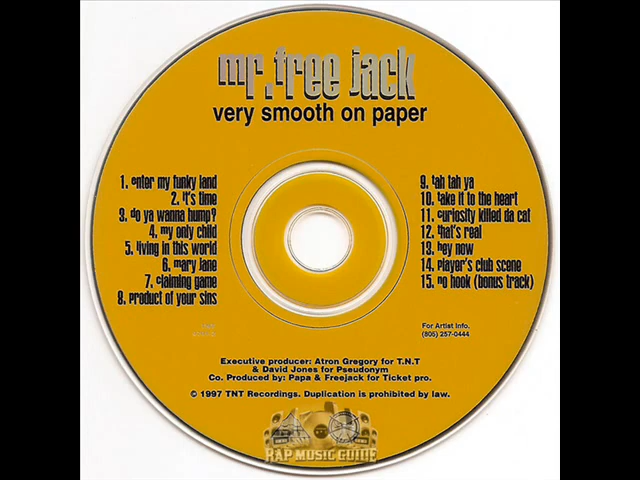 mr. free jack
very smooth on paper
1. enter my funky land
2. it's time
3. do ya wanna hump?
4. my only child
5. living in this world
6. mary jane
7. claiming game
8. product of your sins
9. tah tah ya
10. take it to the heart
11. curiosity killed da cat
12. that's real
13. hey now
14. player's club scene
15. no hook (bonus track)
For Artist Info.
(805) 257-0444
Executive producer: Atron Gregory for T.N.T
& David Jones for Pseudonym
Co. Produced by: Papa & Freejack for Ticket pro.
© 1997 TNT Recordings. Duplication is prohibited by law.
RAP MUSIC GUIDE